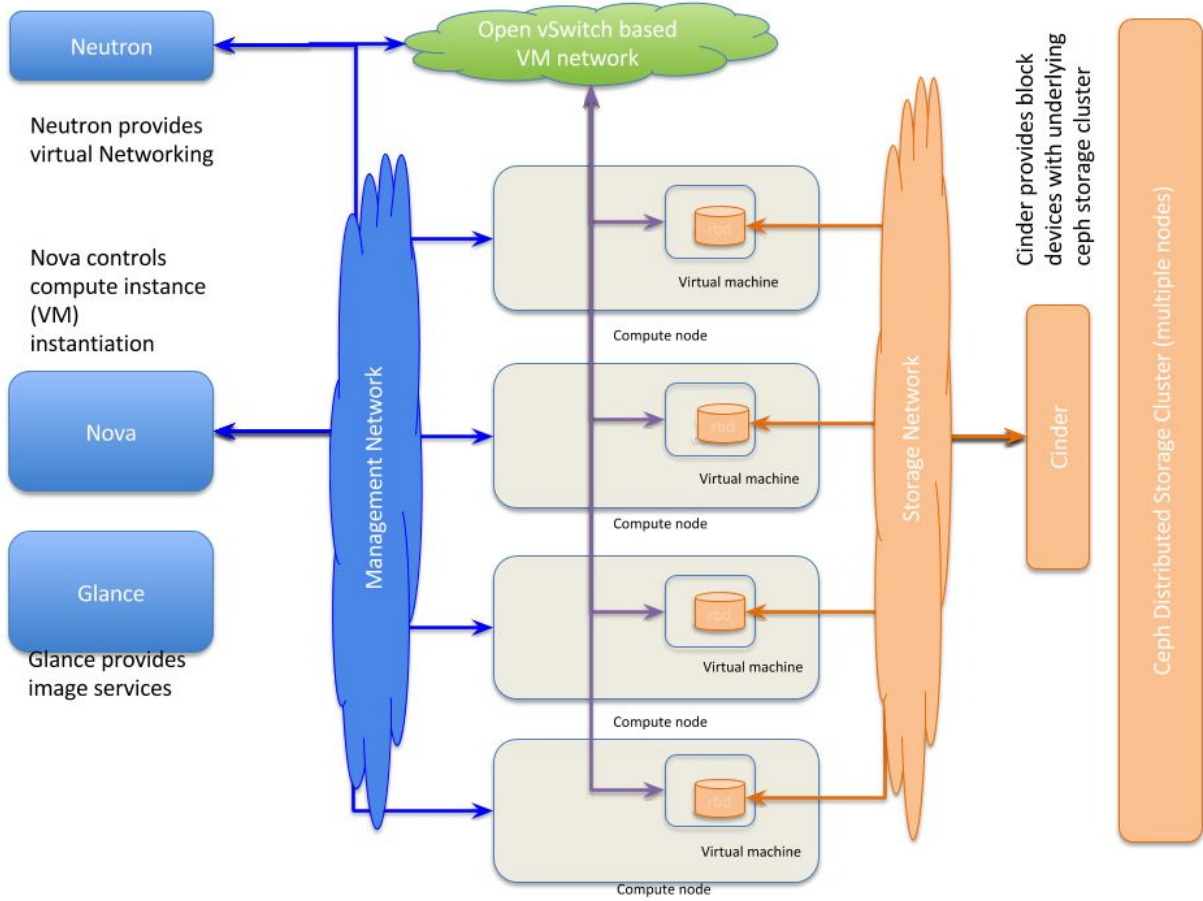 Neutron
Open vSwitch based
VM network
Neutron provides
virtual Networking
Nova controls
compute instance
(VM)
instantiation
Nova
Glance
Glance provides
image services
Management Network
rbd
Virtual machine
Compute node
rbd
Virtual machine
Compute node
rbd
Virtual machine
Compute node
rbd
Virtual machine
Compute node
Storage Network
Cinder provides block
devices with underlying
ceph storage cluster
Cinder
Ceph Distributed Storage Cluster (multiple nodes)